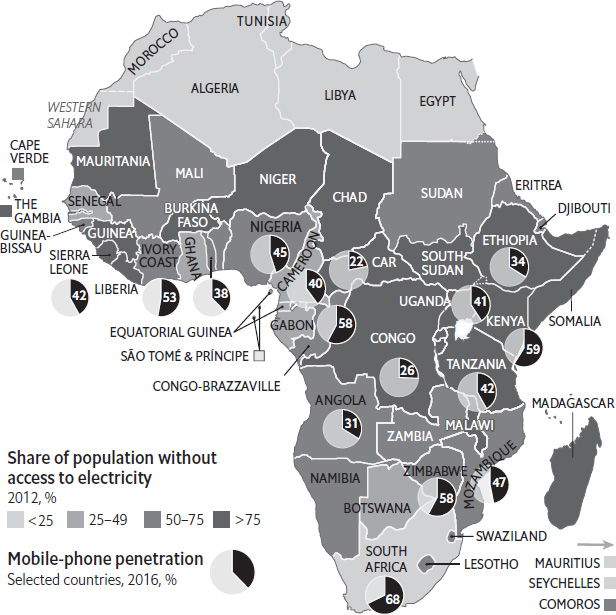 TUNISIA
MOROCCO
ALGERIA
LIBYA
EGYPT
WESTERN
SAHARA
CAPE
VERDE
MAURITANIA
MALI
NIGER
CHAD
SUDAN
ERITREA
DJIBOUTI
THE
GAMBIA
SENEGAL
GUINEA-
BISSAU
GUINEA
BURKINA
FASO
SIERRA
LEONE
IVORY
COAST
GHANA
NIGERIA
45
CAMEROON
22
CAR
SOUTH
SUDAN
ETHIOPIA
34
42
LIBERIA
53
38
40
UGANDA
41
SOMALIA
EQUATORIAL GUINEA
GABON
58
KENYA
59
SÃO TOMÉ & PRÍNCIPE
CONGO
26
CONGO-BRAZZAVILLE
TANZANIA
42
MADAGASCAR
ANGOLA
31
MALAWI
ZAMBIA
MOZAMBIQUE
47
NAMIBIA
ZIMBABWE
58
BOTSWANA
SWAZILAND
LESOTHO
SOUTH
AFRICA
68
MAURITIUS
SEYCHELLES
COMOROS
Share of population without
access to electricity
2012, %
<25 25–49 50–75 >75
Mobile-phone penetration
Selected countries, 2016, %